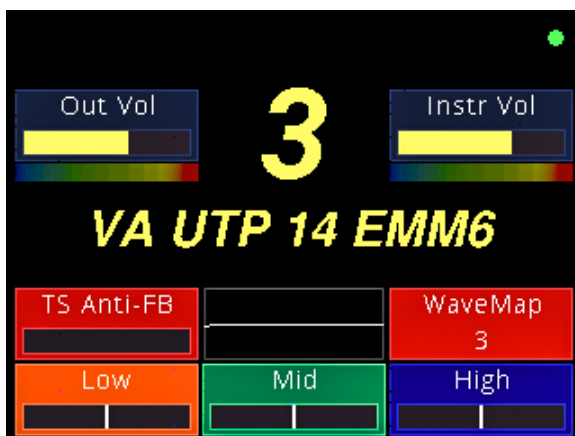 Out Vol 3 Instr Vol
VA UTP 14 EMM6
TS Anti-FB WaveMap
3
Low Mid High